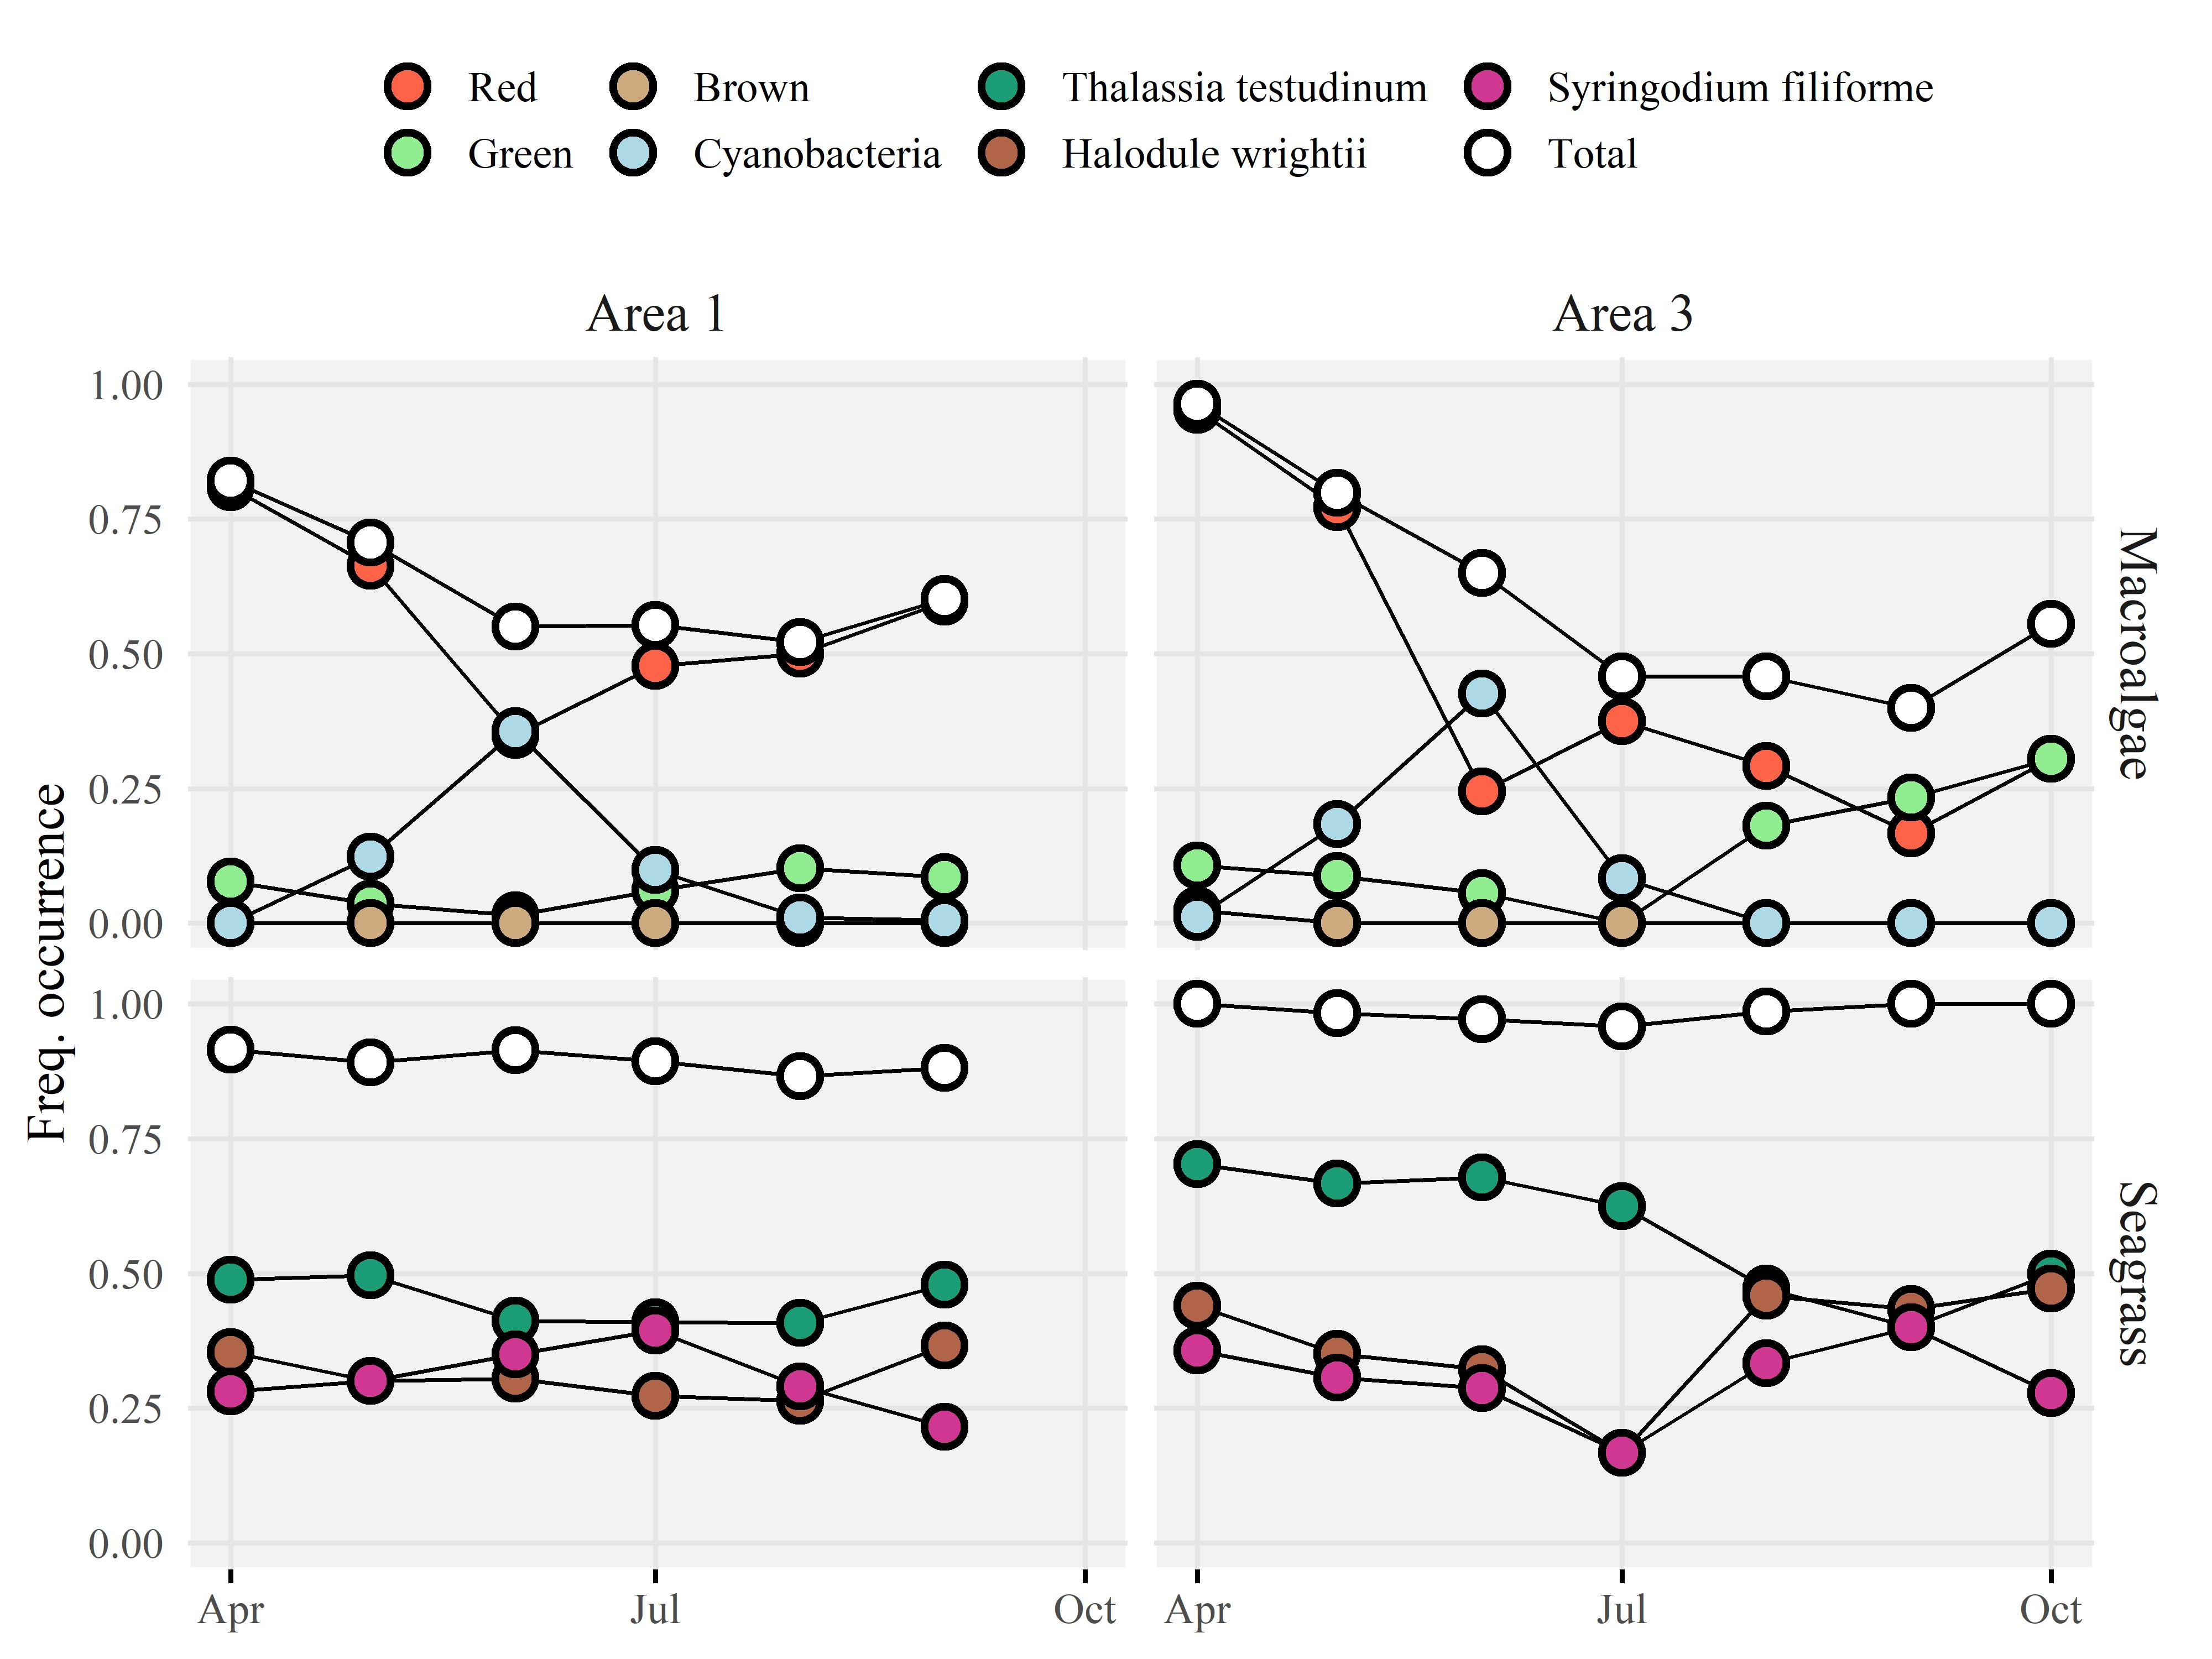 Red Brown Thalassia testudinum Syringodium filiforme
Green Cyanobacteria Halodule wrightii Total
Area 1 Area 3
1.00
0.75
0.50
0.25
0.00
Macroalgae
Freq. occurrence
1.00
0.75
0.50
0.25
0.00
Seagrass
Apr Jul Oct Apr Jul Oct